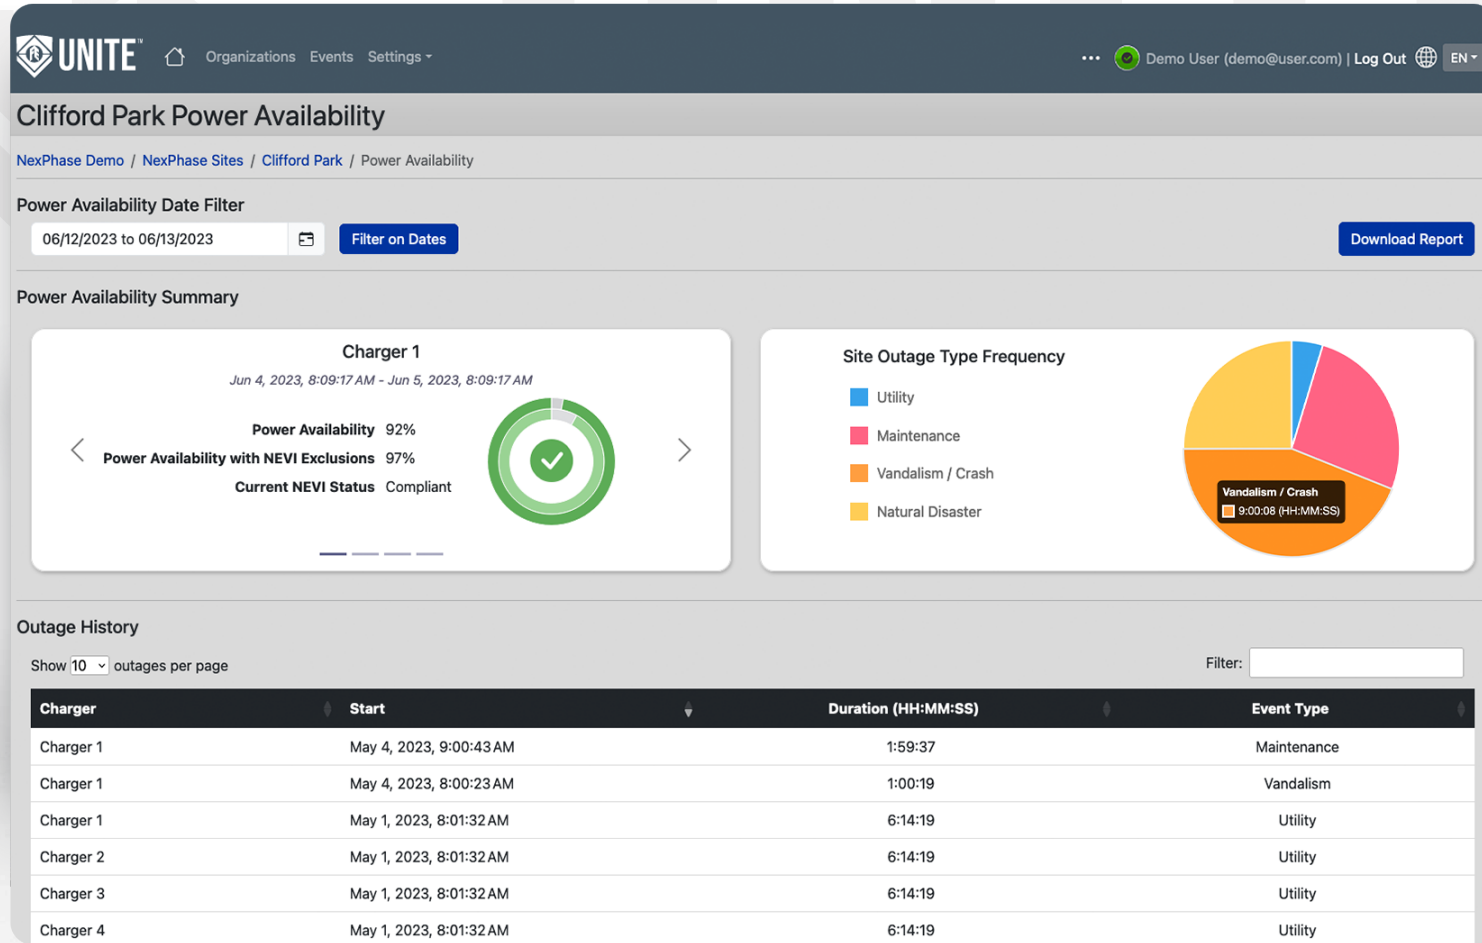 UNITE™
Organizations Events Settings
••• Demo User (demo@user.com) | Log Out EN
Clifford Park Power Availability
NexPhase Demo / NexPhase Sites / Clifford Park / Power Availability
Power Availability Date Filter
06/12/2023 to 06/13/2023 Filter on Dates Download Report
Power Availability Summary
Charger 1
Jun 4, 2023, 8:09:17 AM - Jun 5, 2023, 8:09:17 AM
Power Availability 92%
Power Availability with NEVI Exclusions 97%
Current NEVI Status Compliant
Site Outage Type Frequency
Utility
Maintenance
Vandalism / Crash
Natural Disaster
Vandalism / Crash
9:00:08 (HH:MM:SS)
Outage History
Show 10 outages per page Filter:
Charger Start Duration (HH:MM:SS) Event Type
Charger 1 May 4, 2023, 9:00:43 AM 1:59:37 Maintenance
Charger 1 May 4, 2023, 8:00:23 AM 1:00:19 Vandalism
Charger 1 May 1, 2023, 8:01:32 AM 6:14:19 Utility
Charger 2 May 1, 2023, 8:01:32 AM 6:14:19 Utility
Charger 3 May 1, 2023, 8:01:32 AM 6:14:19 Utility
Charger 4 May 1, 2023, 8:01:32 AM 6:14:19 Utility